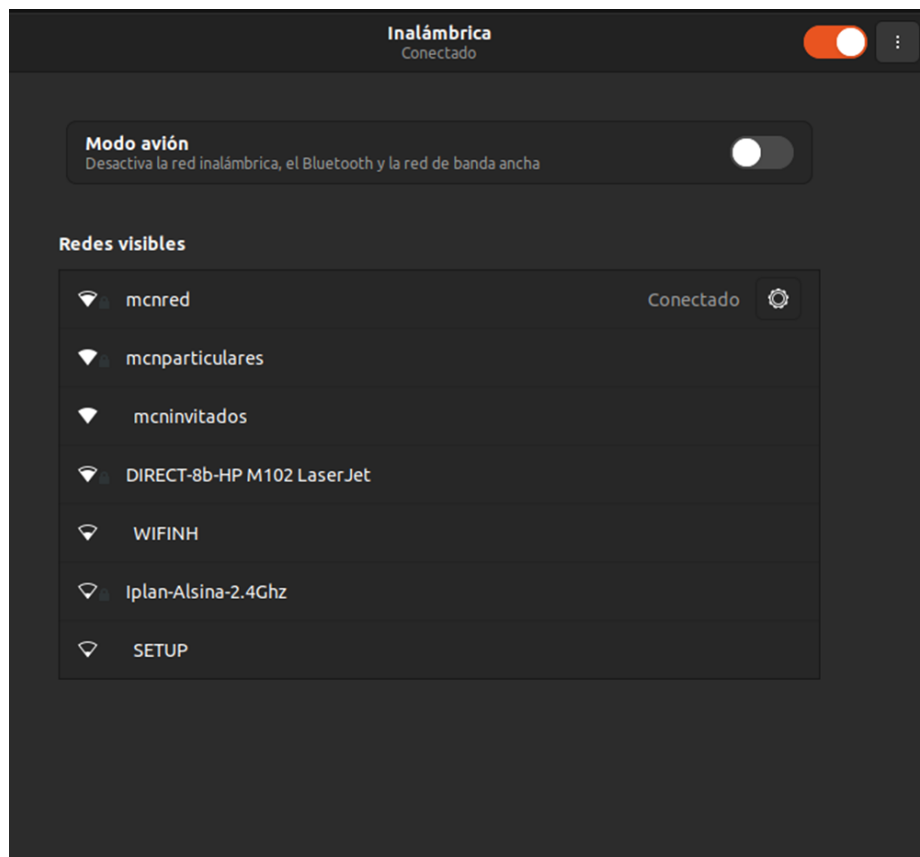 Inalámbrica
Conectado
Modo avión
Desactiva la red inalámbrica, el Bluetooth y la red de banda ancha
Redes visibles
mcnred Conectado
mcnparticulares
mcninvitados
DIRECT-8b-HP M102 LaserJet
WIFINH
Iplan-Alsina-2.4Ghz
SETUP